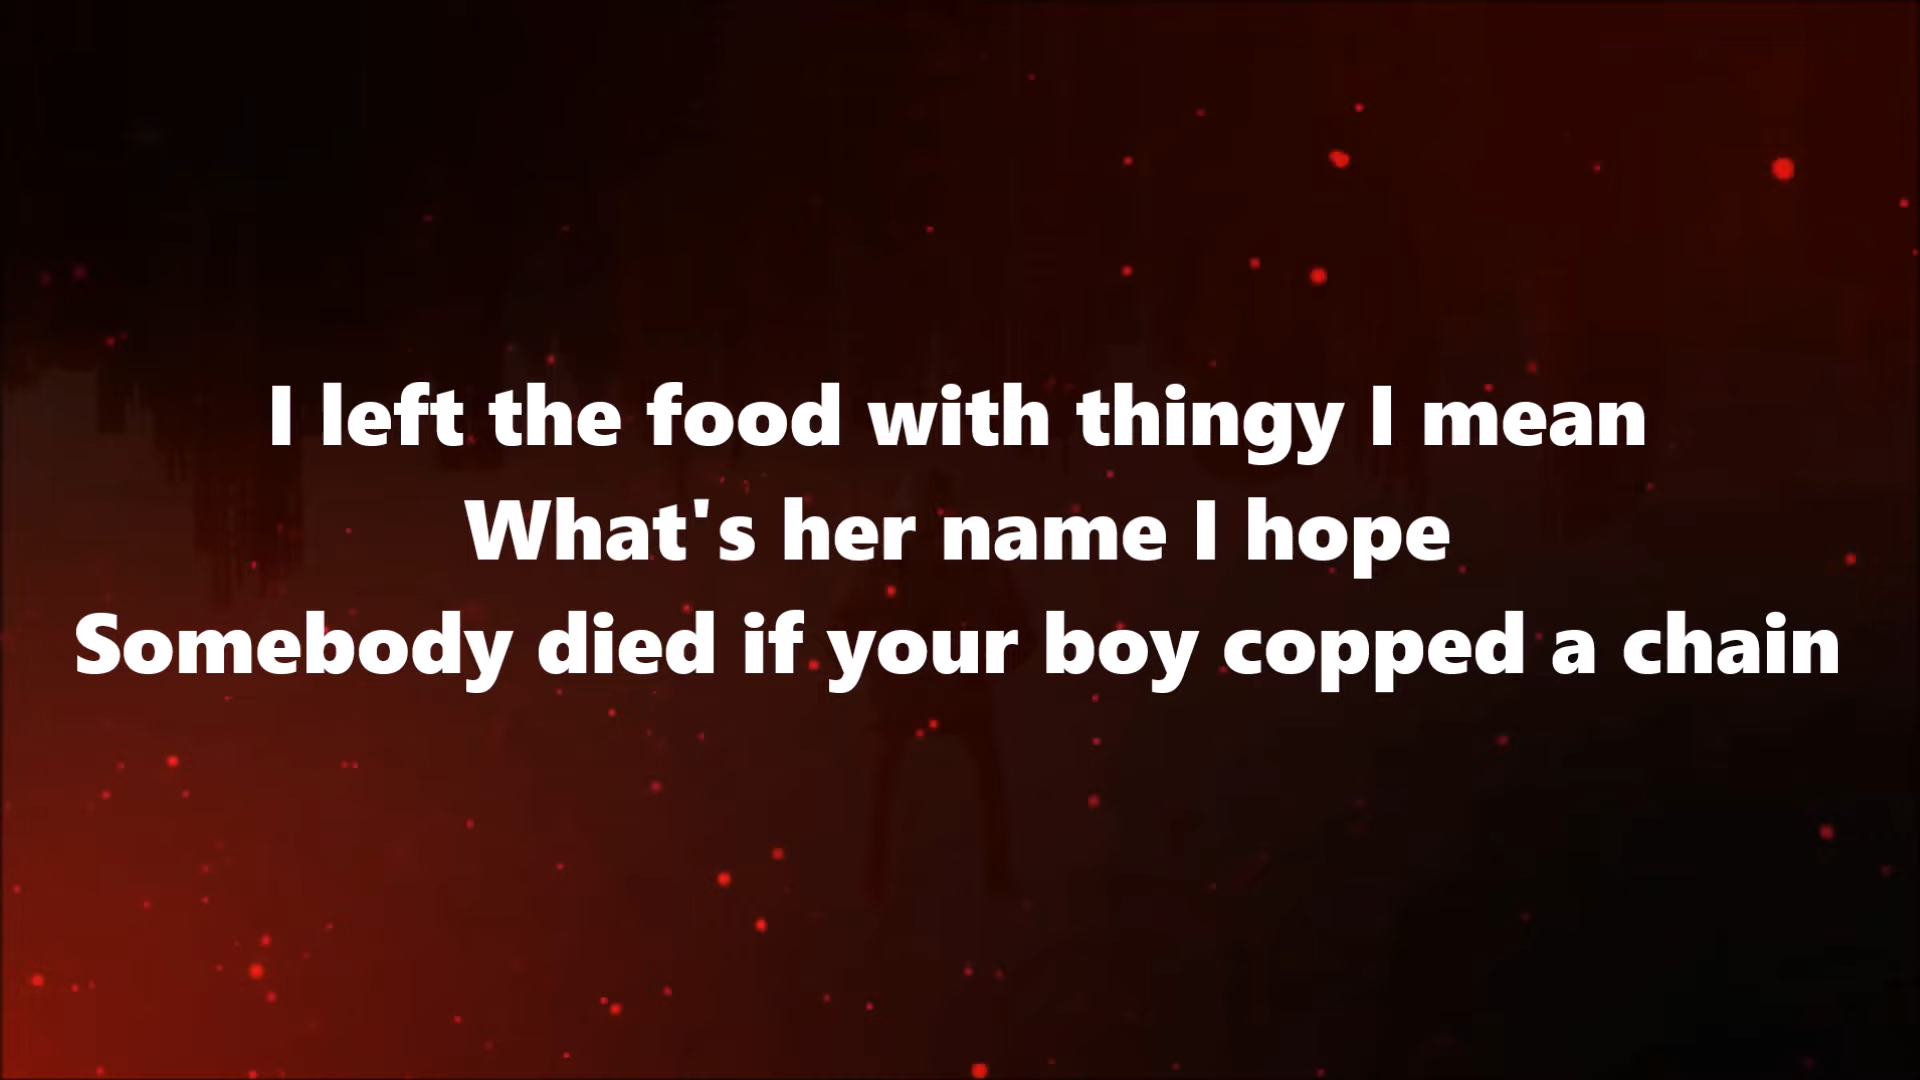 I left the food with thingy I mean
What's her name I hope
Somebody died if your boy copped a chain